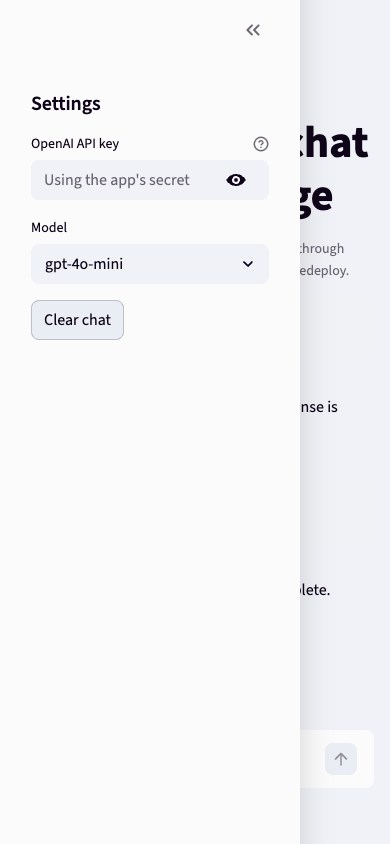 Settings
OpenAI API key
Using the app's secret
Model
gpt-4o-mini
Clear chat
chat
ge
through
edeploy.
nse is
lete.